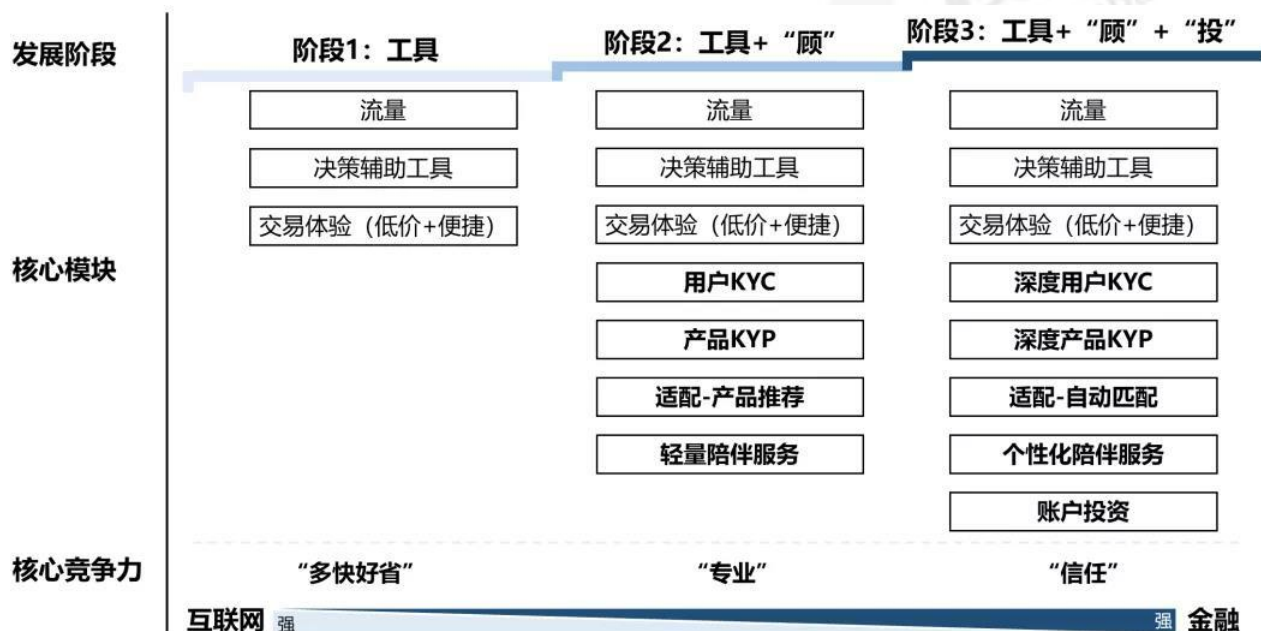 发展阶段
阶段1：工具
阶段2：工具+“顾”
阶段3：工具+“顾”+“投”
核心模块
流量
流量
流量
决策辅助工具
决策辅助工具
决策辅助工具
交易体验（低价+便捷）
交易体验（低价+便捷）
交易体验（低价+便捷）
用户KYC
深度用户KYC
产品KYP
深度产品KYP
适配-产品推荐
适配-自动匹配
轻量陪伴服务
个性化陪伴服务
账户投资
核心竞争力
“多快好省”
“专业”
“信任”
互联网
强
强
金融